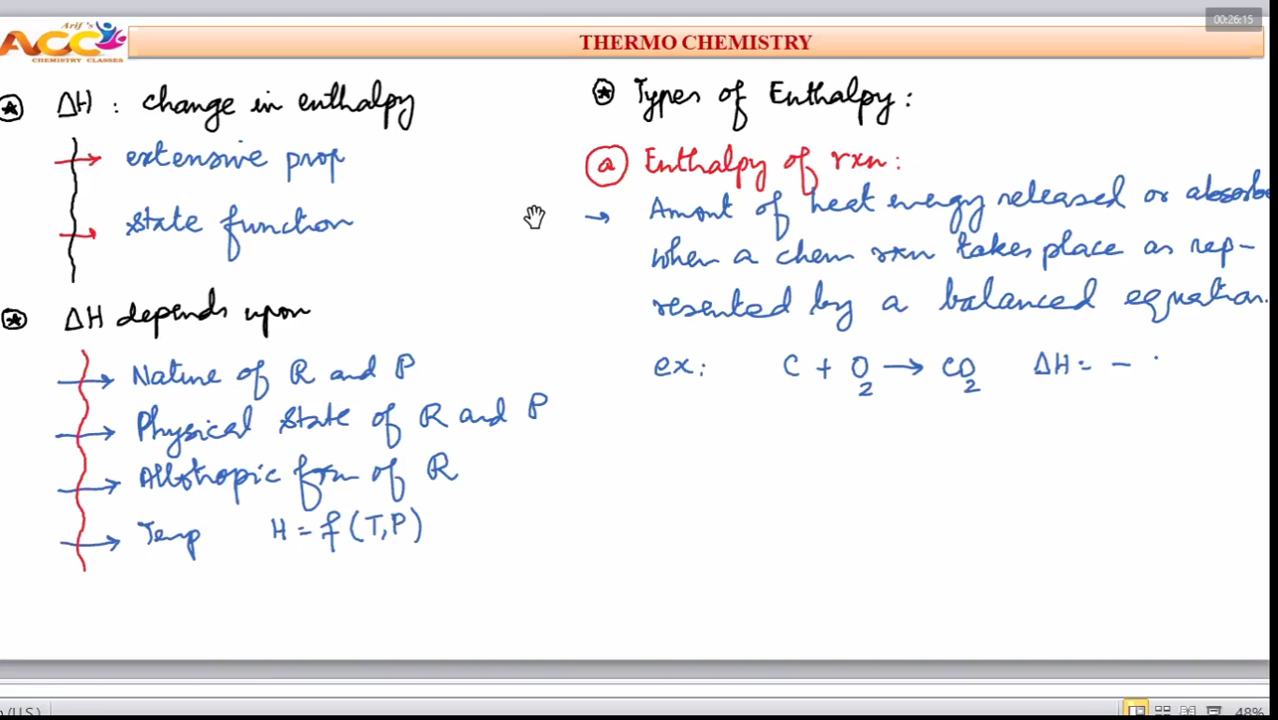 00:26:15
Arif's
ACC
CHEMISTRY CLASSES
THERMO CHEMISTRY
ΔH : change in enthalpy
extensive prop
state function
ΔH depends upon
Nature of R and P
Physical State of R and P
Allotropic form of R
Temp H = f(T,P)
Types of Enthalpy:
a Enthalpy of rxn:
→ Amont of heat energy released or absorbe
when a chem rxn takes place as rep-
resented by a balanced equation.
ex: C + O₂ → CO₂ ΔH = -
(U.S.)
48%